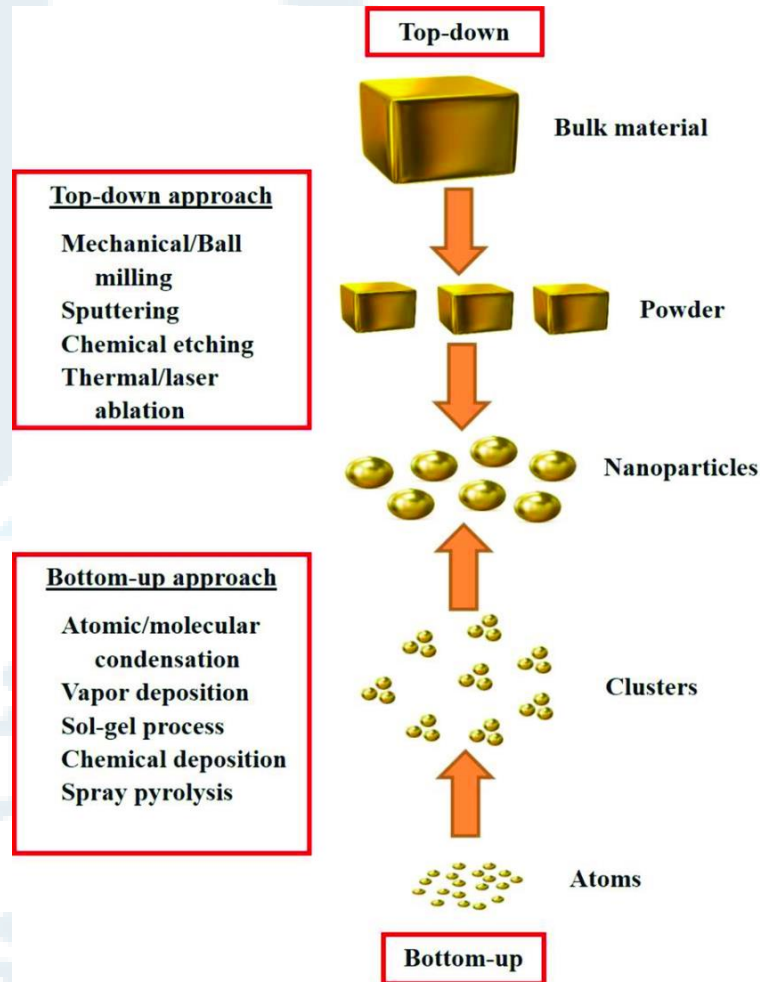 Top-down
Bulk material
Top-down approach
Mechanical/Ball
milling
Sputtering
Chemical etching
Thermal/laser
ablation
Powder
Nanoparticles
Bottom-up approach
Atomic/molecular
condensation
Vapor deposition
Sol-gel process
Chemical deposition
Spray pyrolysis
Clusters
Atoms
Bottom-up